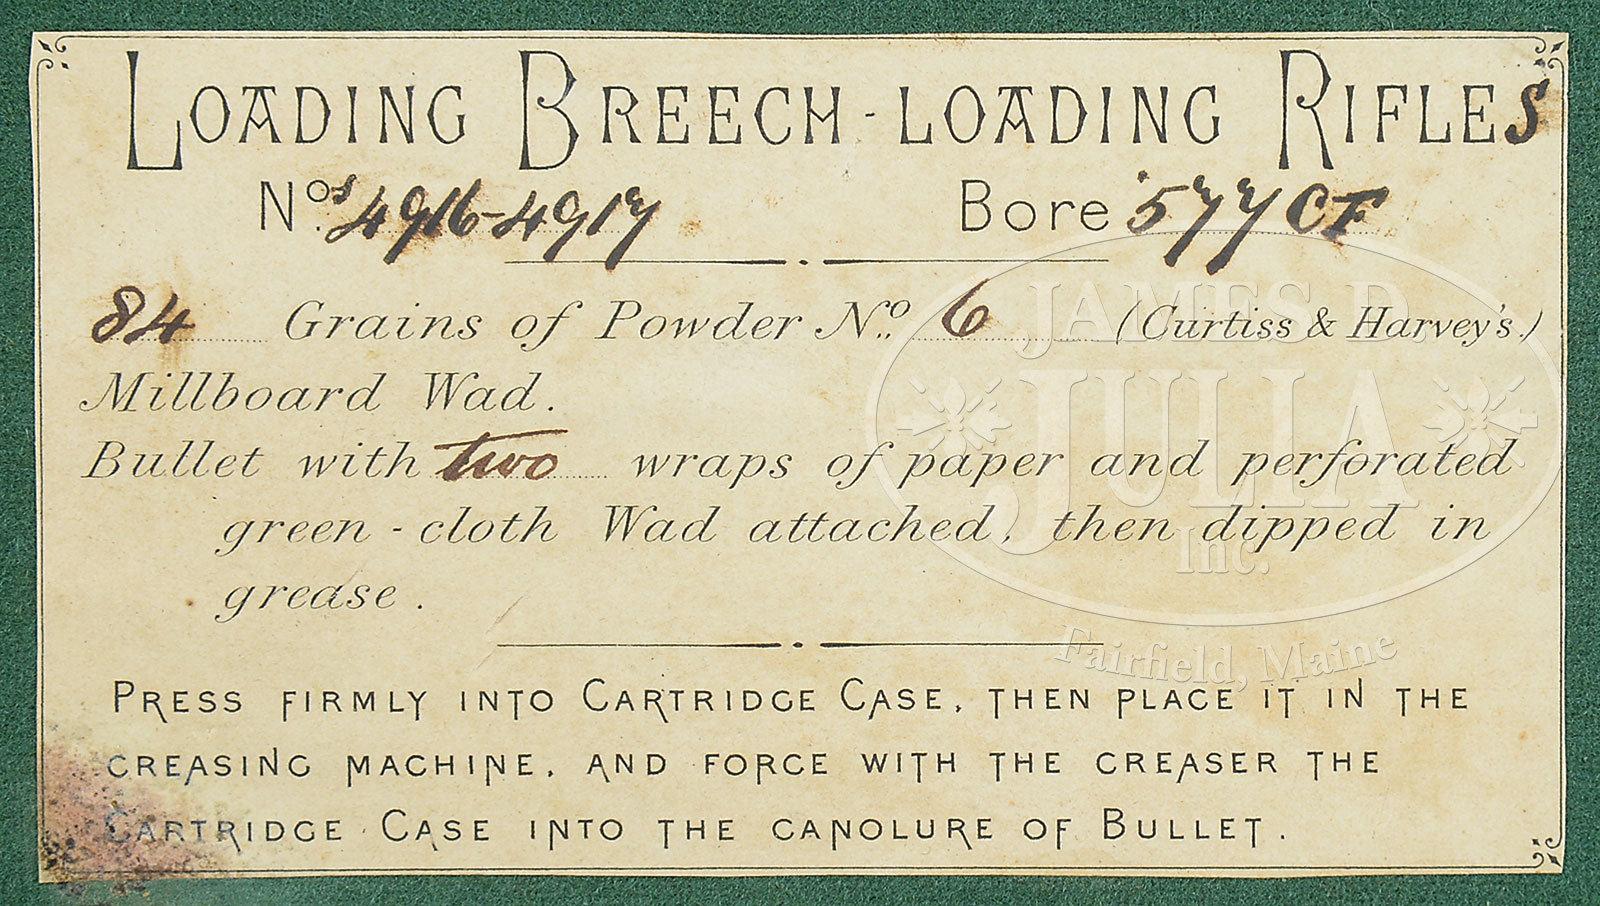 LOADING BREECH-LOADING RIFLES
Nos. 4916-4917 Bore .577 CF
84 Grains of Powder No. 6 (Curtiss & Harvey's.)
Millboard Wad.
Bullet with two wraps of paper and perforated
green-cloth Wad attached, then dipped in
grease.
PRESS FIRMLY INTO CARTRIDGE CASE, THEN PLACE IT IN THE
CREASING MACHINE, AND FORCE WITH THE CREASER THE
CARTRIDGE CASE INTO THE CANOLURE OF BULLET.
JAMES D.
JULIA
Inc.
Fairfield, Maine